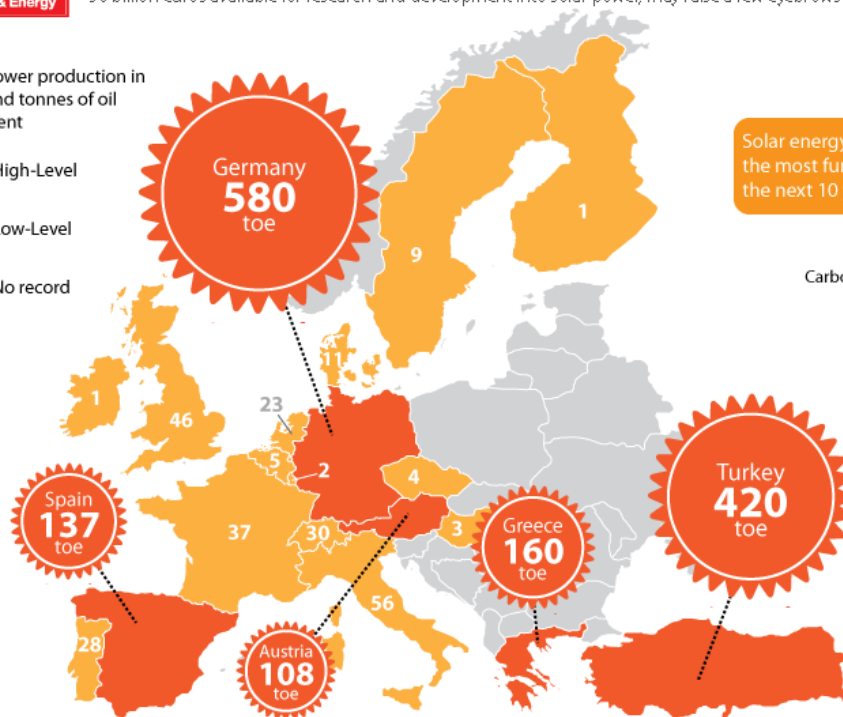 & Energy
ower production in
nd tonnes of oil
ent
High-Level
Low-Level
No record
Germany
580
toe
Solar energy
the most fun
the next 10
Carbo
1
9
11
1
46
23
5
2
4
Spain
137
toe
37
30
3
Greece
160
toe
Turkey
420
toe
56
28
Austria
108
toe